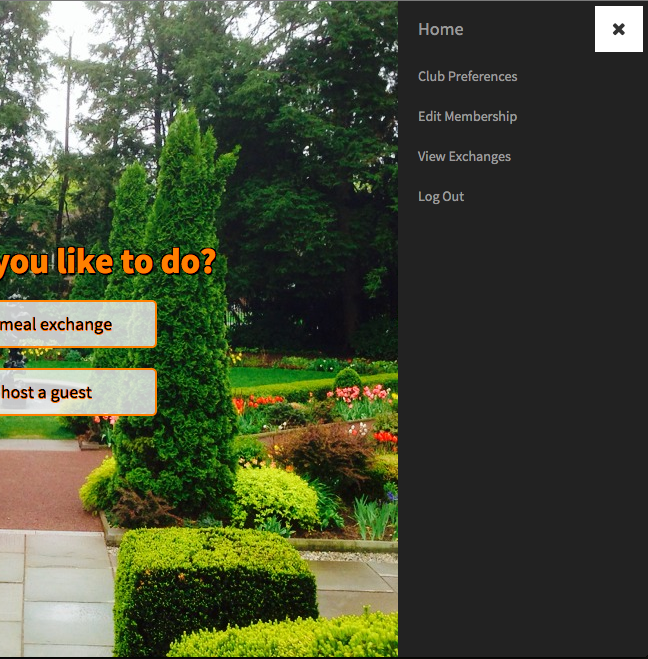 Home
Club Preferences
Edit Membership
View Exchanges
Log Out
you like to do?
meal exchange
host a guest